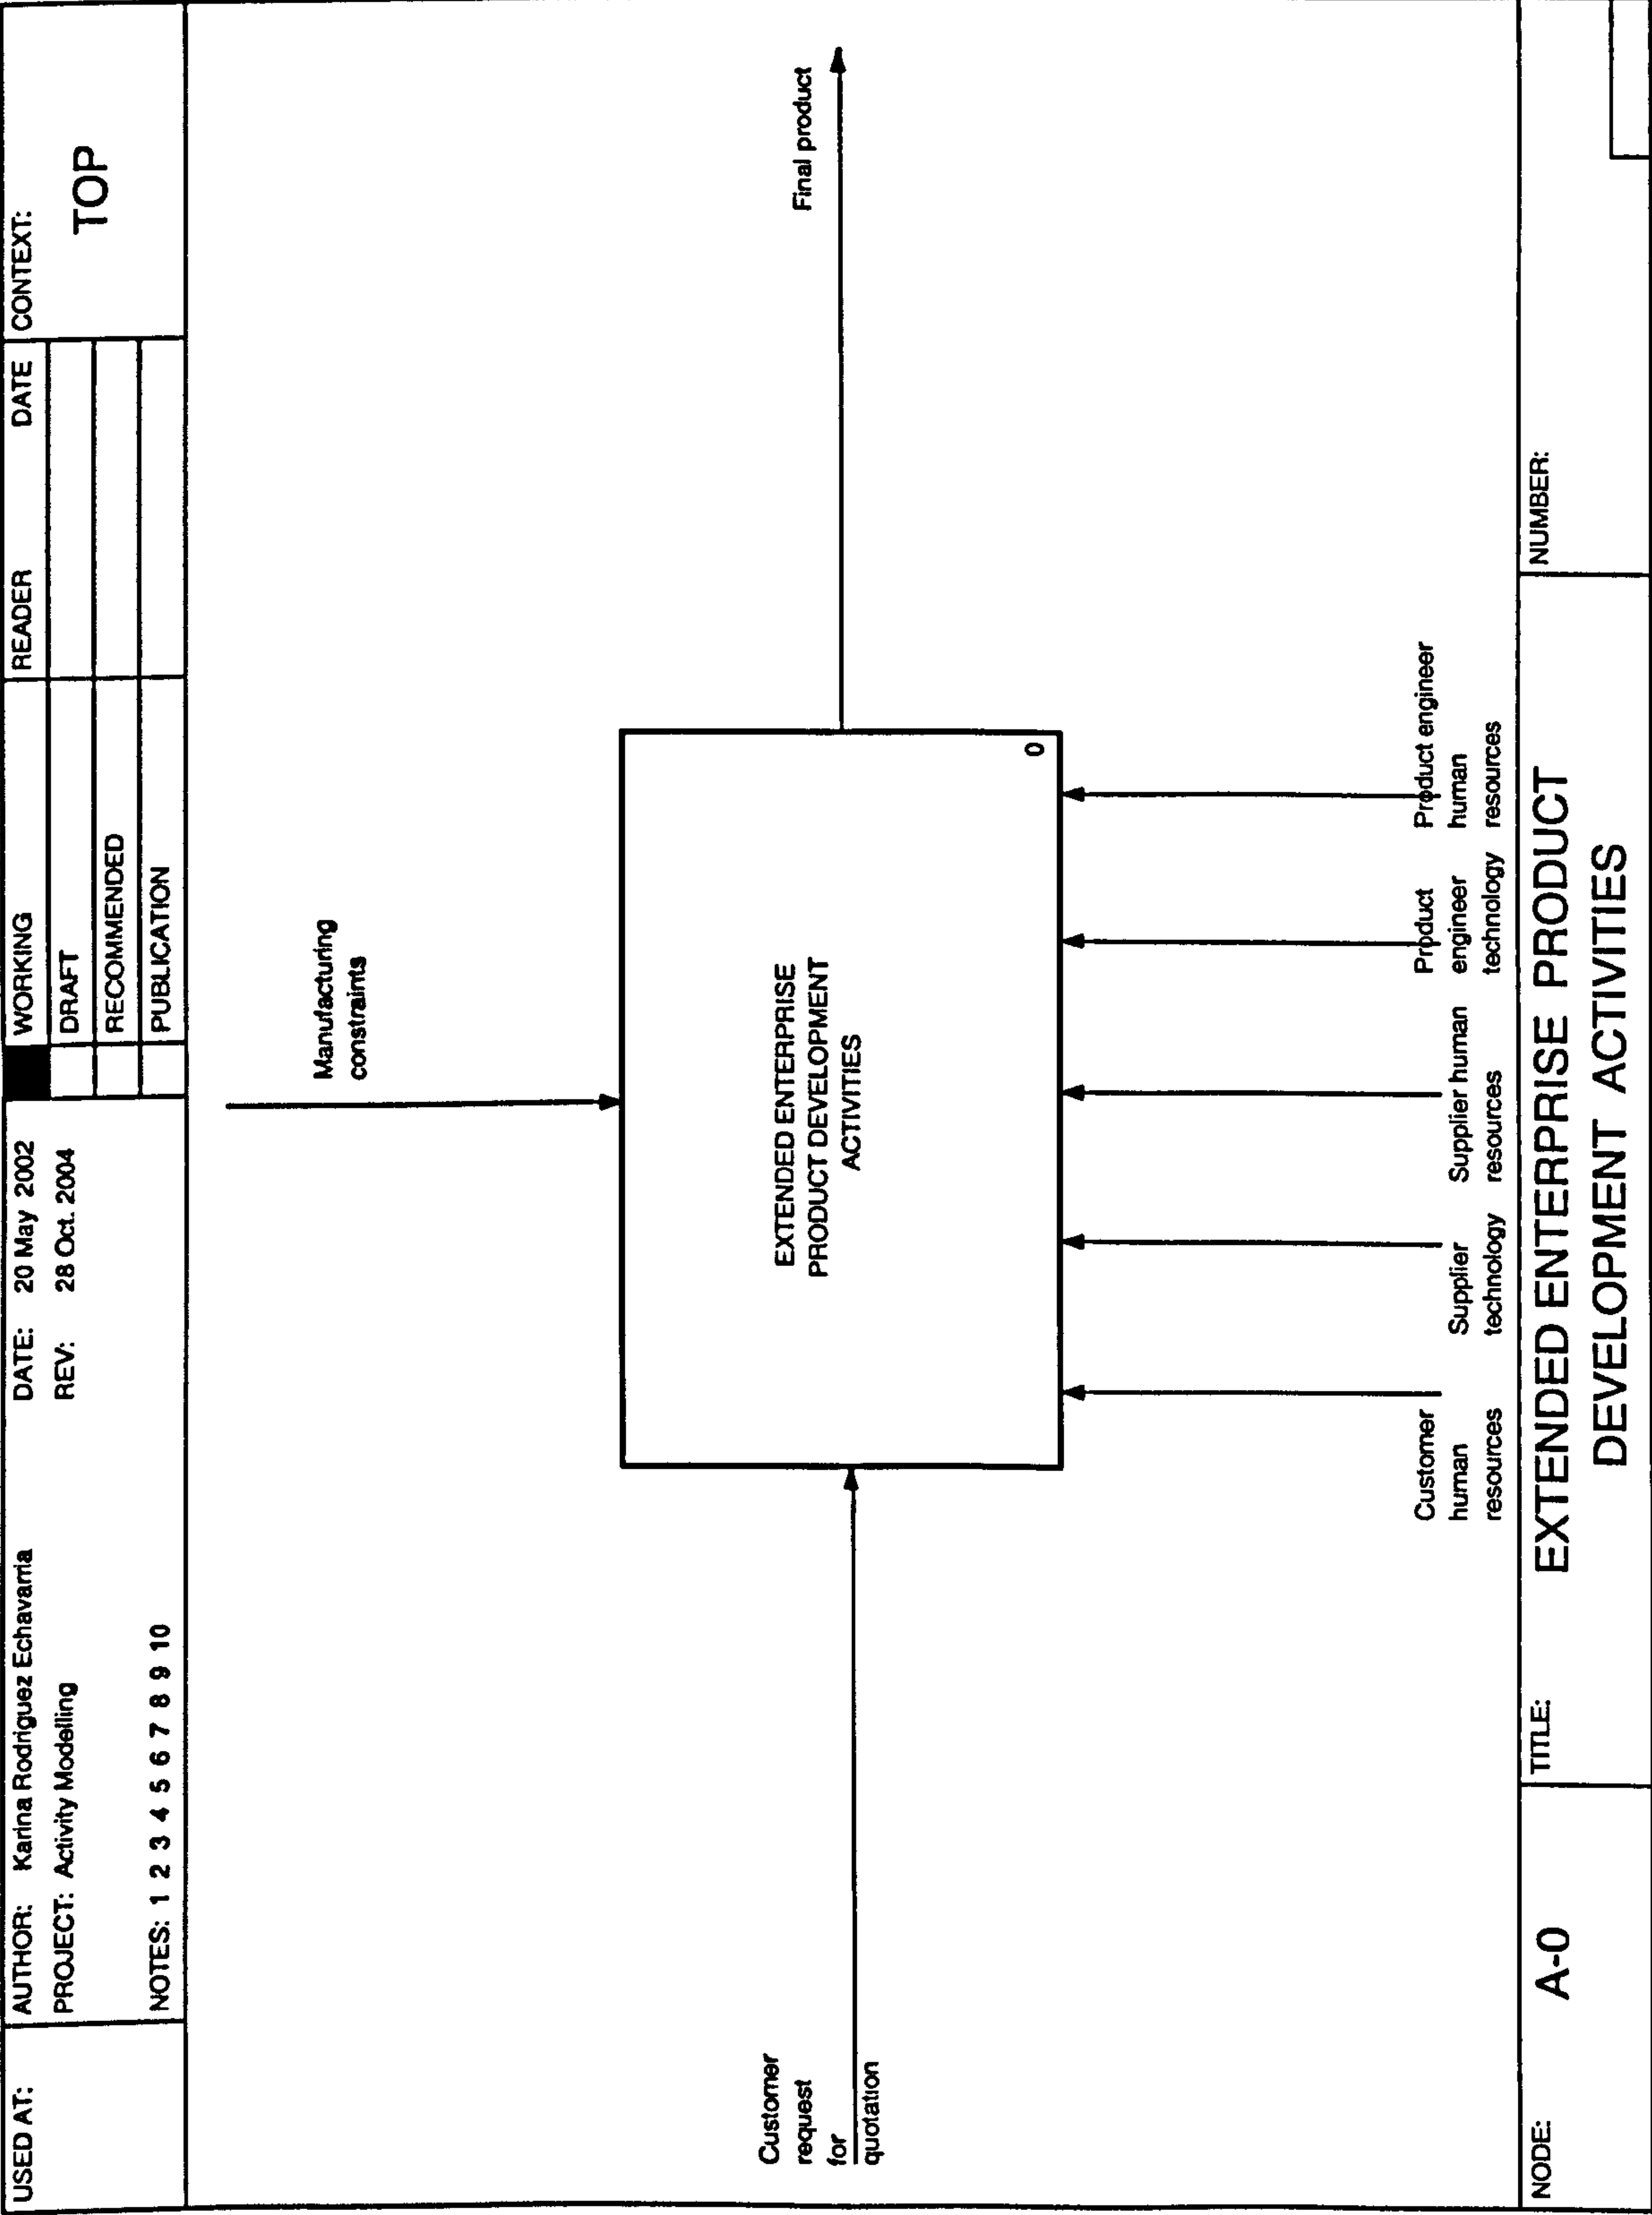 USED AT:
AUTHOR: Karina Rodriguez Echavarria
DATE: 20 May 2002
WORKING
READER
DATE
CONTEXT:
PROJECT: Activity Modelling
REV: 28 Oct. 2004
DRAFT
TOP
RECOMMENDED
NOTES: 1 2 3 4 5 6 7 8 9 10
PUBLICATION
Manufacturing
constraints
Customer
request
for
quotation
EXTENDED ENTERPRISE
PRODUCT DEVELOPMENT
ACTIVITIES
0
Final product
Customer
human
resources
Supplier
technology
Supplier human
resources
Product
engineer
technology
Product engineer
human
resources
NODE:
A-0
TITLE:
EXTENDED ENTERPRISE PRODUCT
DEVELOPMENT ACTIVITIES
NUMBER: